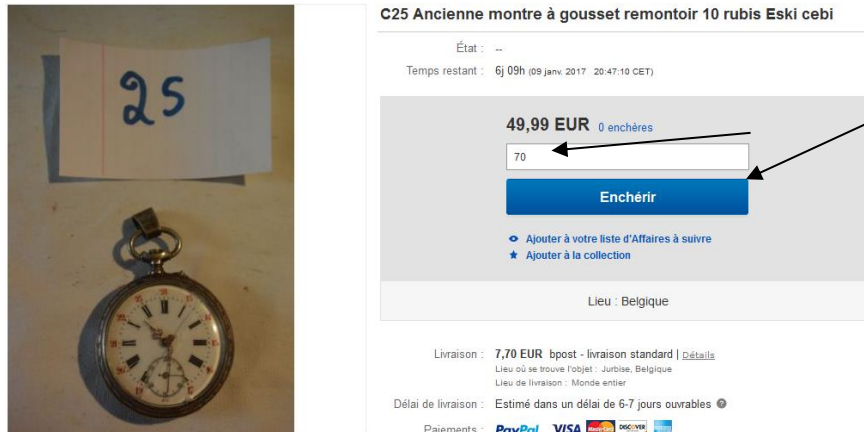 C25 Ancienne montre à gousset remontoir 10 rubis Eski cebi
25
État : --
Temps restant : 6j 09h (09 janv. 2017 20:47:10 CET)
49,99 EUR 0 enchères
70
Enchérir
Ajouter à votre liste d'Affaires à suivre
Ajouter à la collection
Lieu : Belgique
Livraison : 7,70 EUR bpost - livraison standard | Détails
Lieu où se trouve l'objet : Jurbise, Belgique
Lieu de livraison : Monde entier
Délai de livraison : Estimé dans un délai de 6-7 jours ouvrables
Paiements : PayPal VISA MasterCard DISCOVER